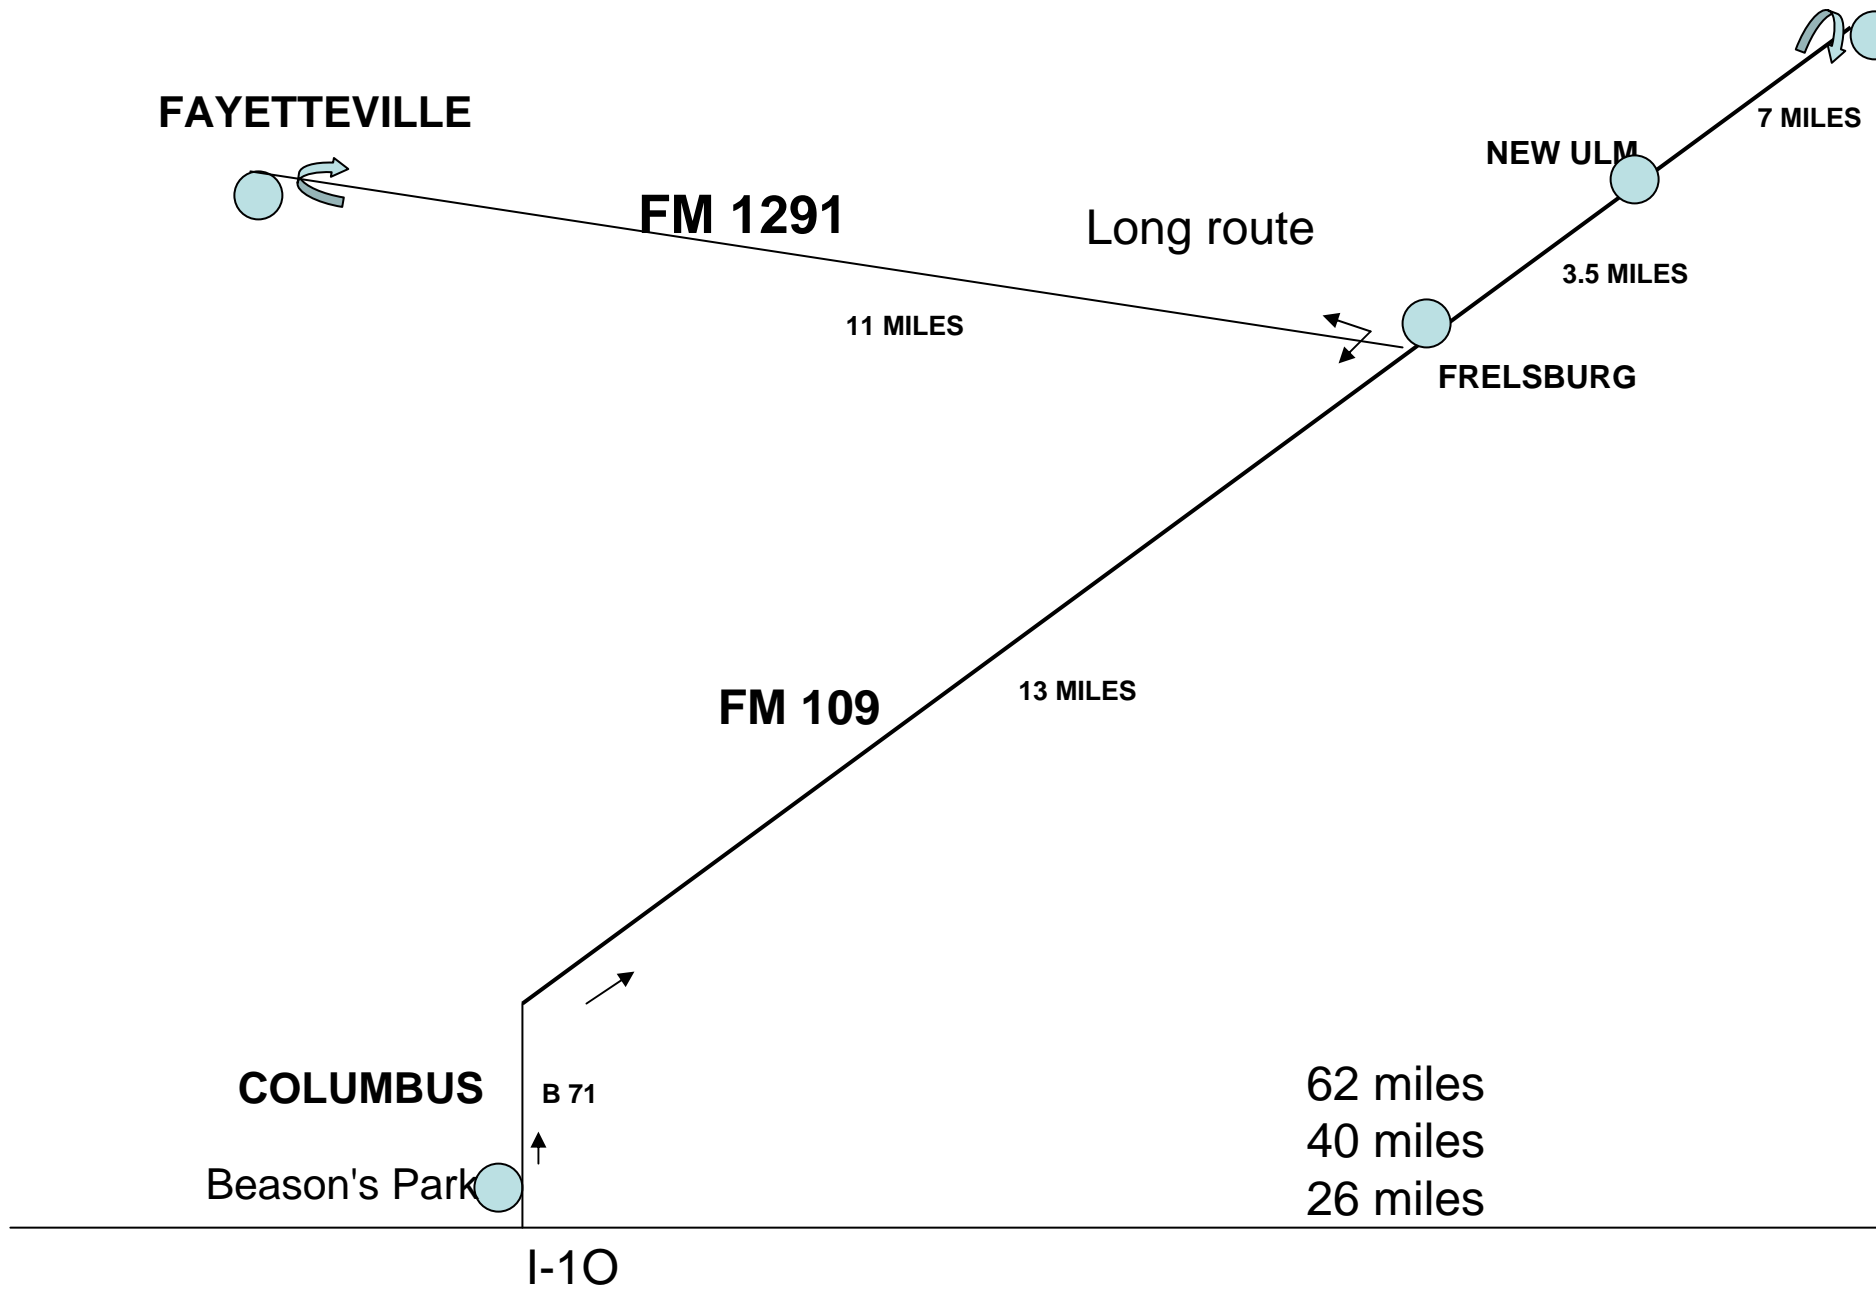 FAYETTEVILLE
7 MILES
NEW ULM
FM 1291
Long route
3.5 MILES
11 MILES
FRELSBURG
13 MILES
FM 109
COLUMBUS
B 71
62 miles
40 miles
Beason's Park
26 miles
I-1O